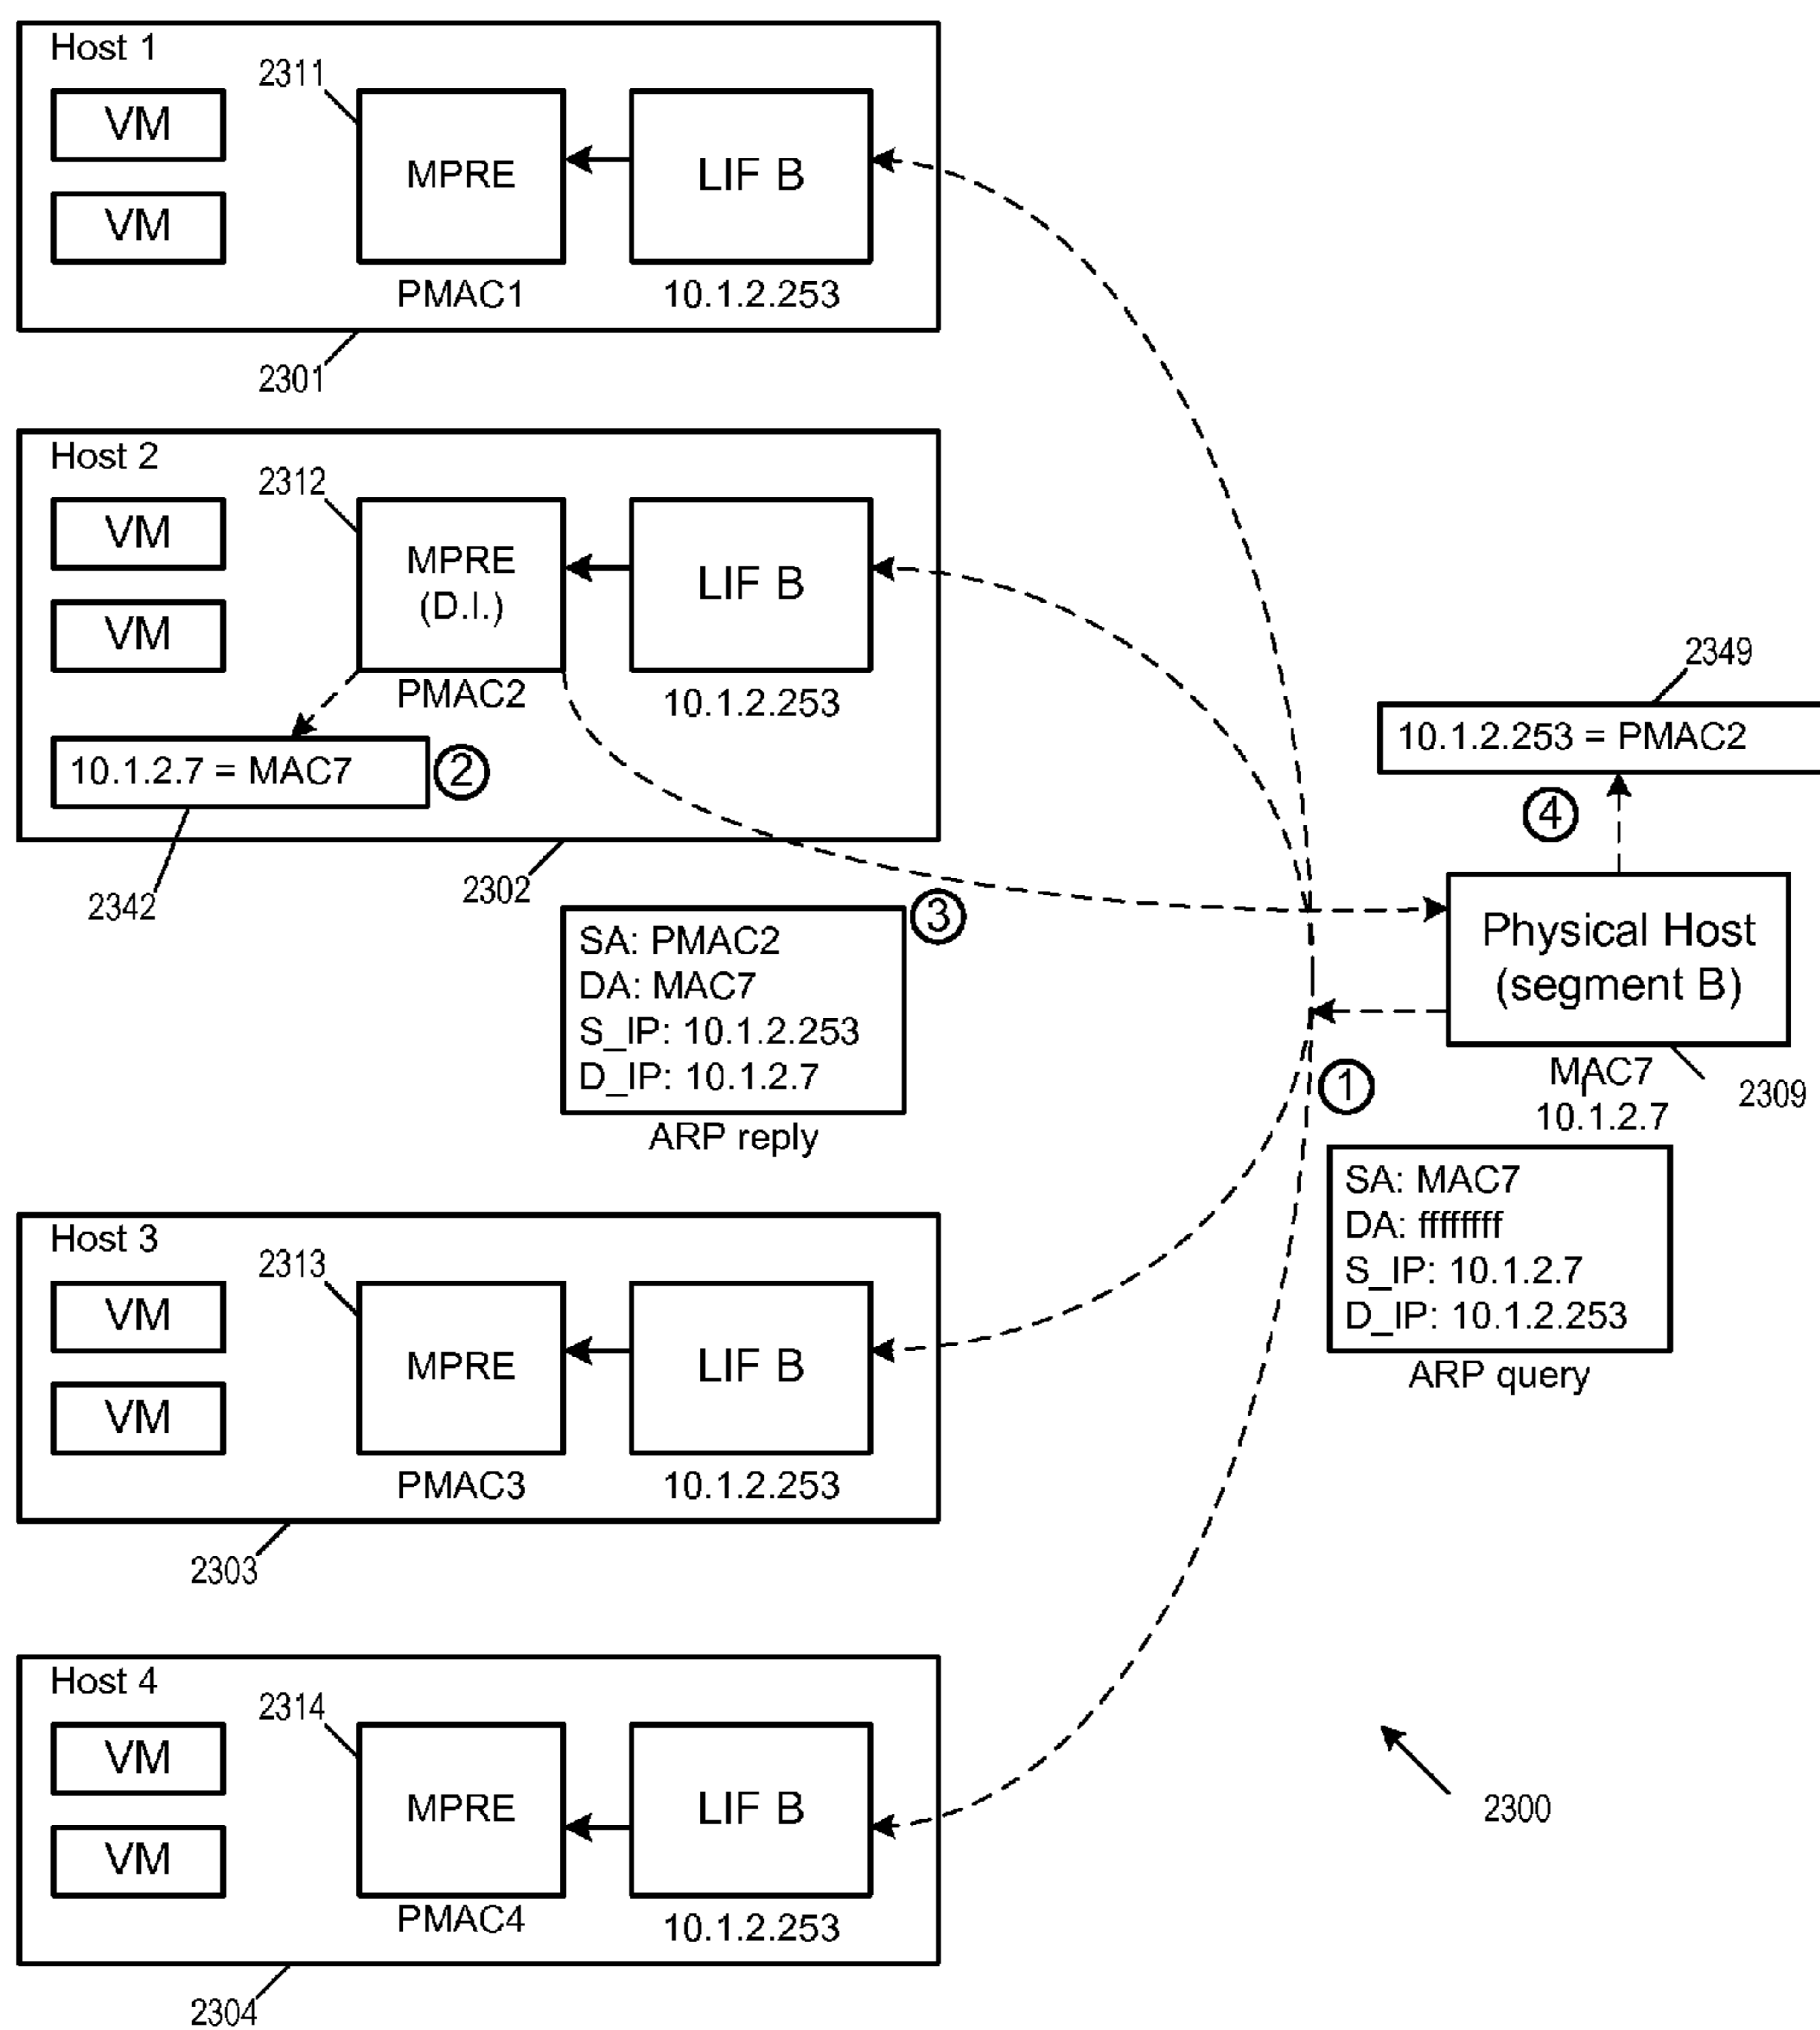 Host 1
2311
VM
VM
MPRE
LIF B
PMAC1
10.1.2.253
2301
Host 2
2312
VM
VM
MPRE
(D.I.)
LIF B
PMAC2
10.1.2.253
10.1.2.7 = MAC7
2
2342
2302
3
SA: PMAC2
DA: MAC7
S_IP: 10.1.2.253
D_IP: 10.1.2.7
ARP reply
2349
10.1.2.253 = PMAC2
4
Physical Host
(segment B)
MAC7
10.1.2.7
2309
1
SA: MAC7
DA: ffffffff
S_IP: 10.1.2.7
D_IP: 10.1.2.253
ARP query
Host 3
2313
VM
VM
MPRE
LIF B
PMAC3
10.1.2.253
2303
Host 4
2314
VM
VM
MPRE
LIF B
PMAC4
10.1.2.253
2304
2300